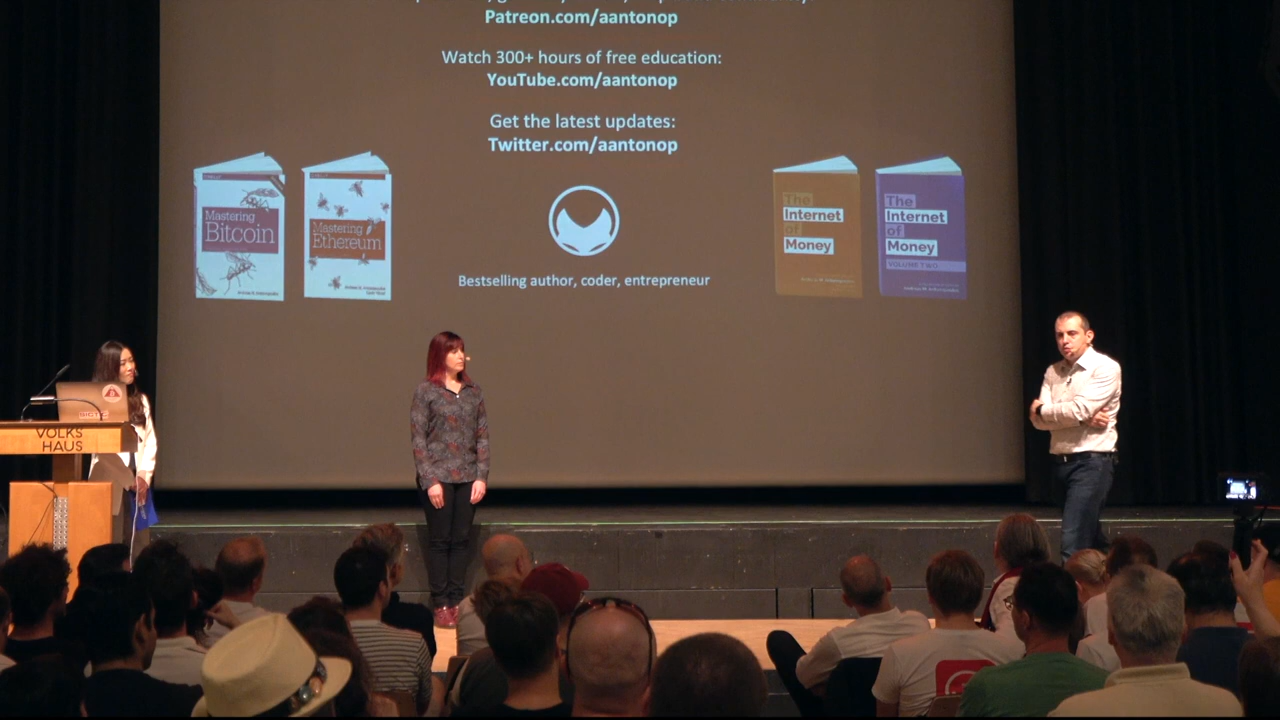 Patreon.com/aantonop
Watch 300+ hours of free education:
YouTube.com/aantonop
Get the latest updates:
Twitter.com/aantonop
Mastering
Bitcoin
Mastering
Ethereum
The
Internet
of
Money
The
Internet
of
Money
VOLUME TWO
Bestselling author, coder, entrepreneur
VOLKS
HAUS